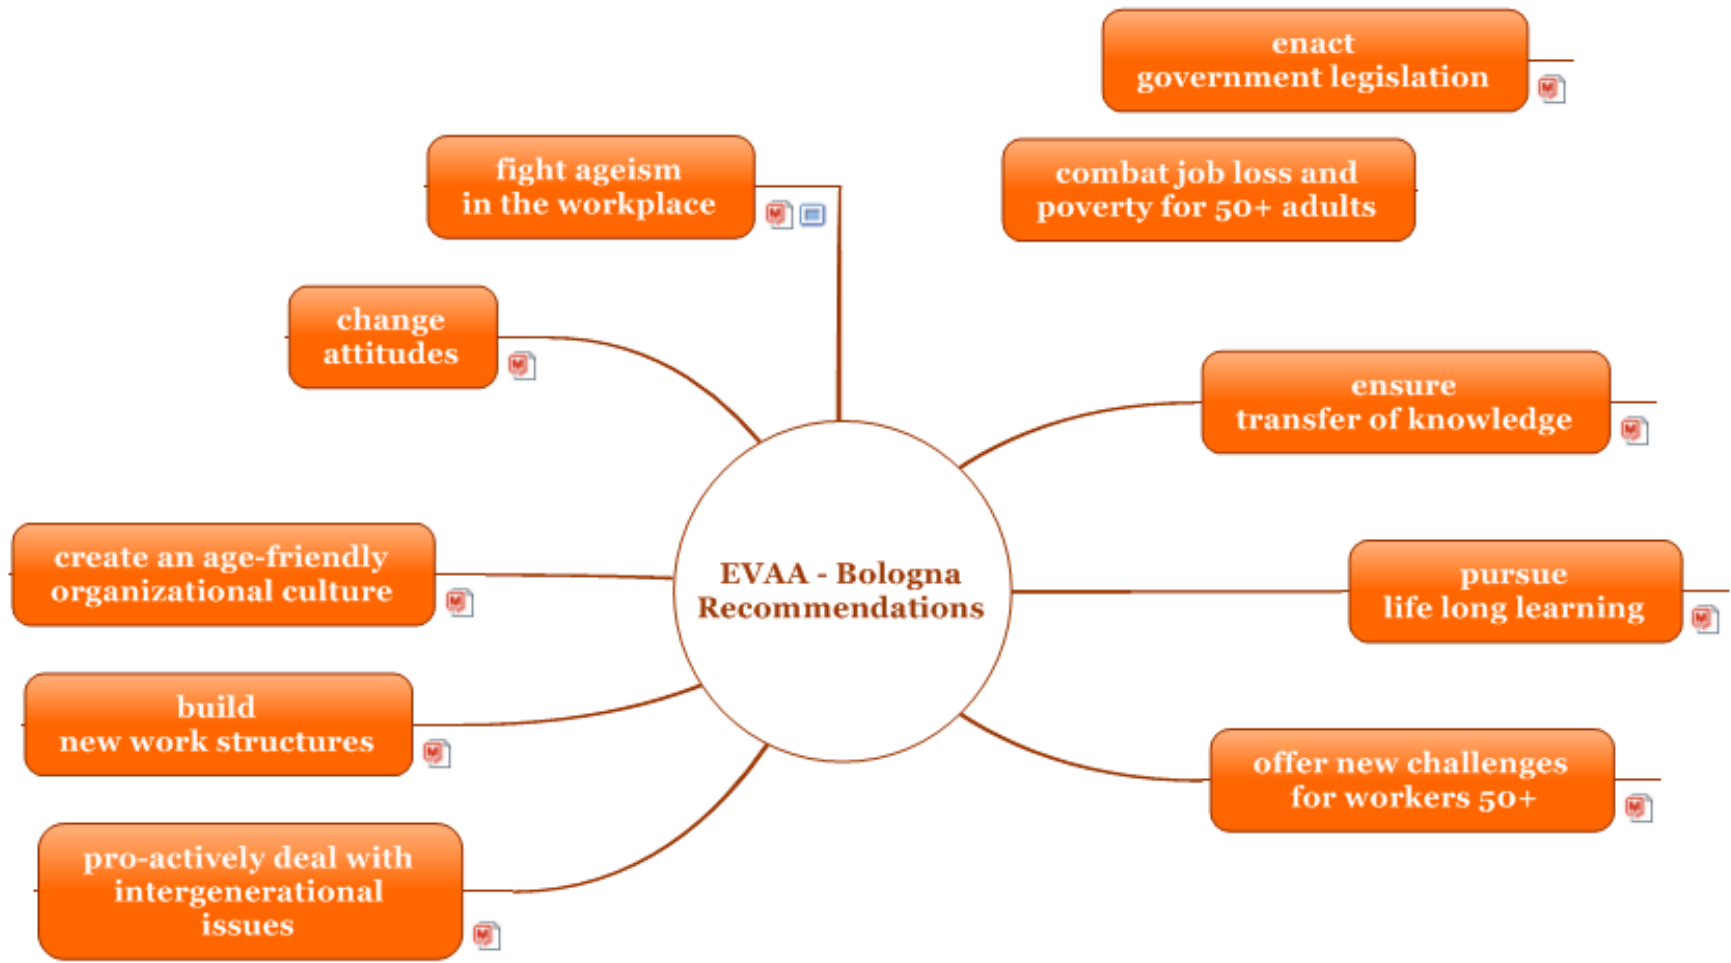 enact
government legislation
fight ageism
in the workplace
combat job loss and
poverty for 50+ adults
change
attitudes
ensure
transfer of knowledge
create an age-friendly
organizational culture
EVAA - Bologna
Recommendations
pursue
life long learning
build
new work structures
offer new challenges
for workers 50+
pro-actively deal with
intergenerational
issues